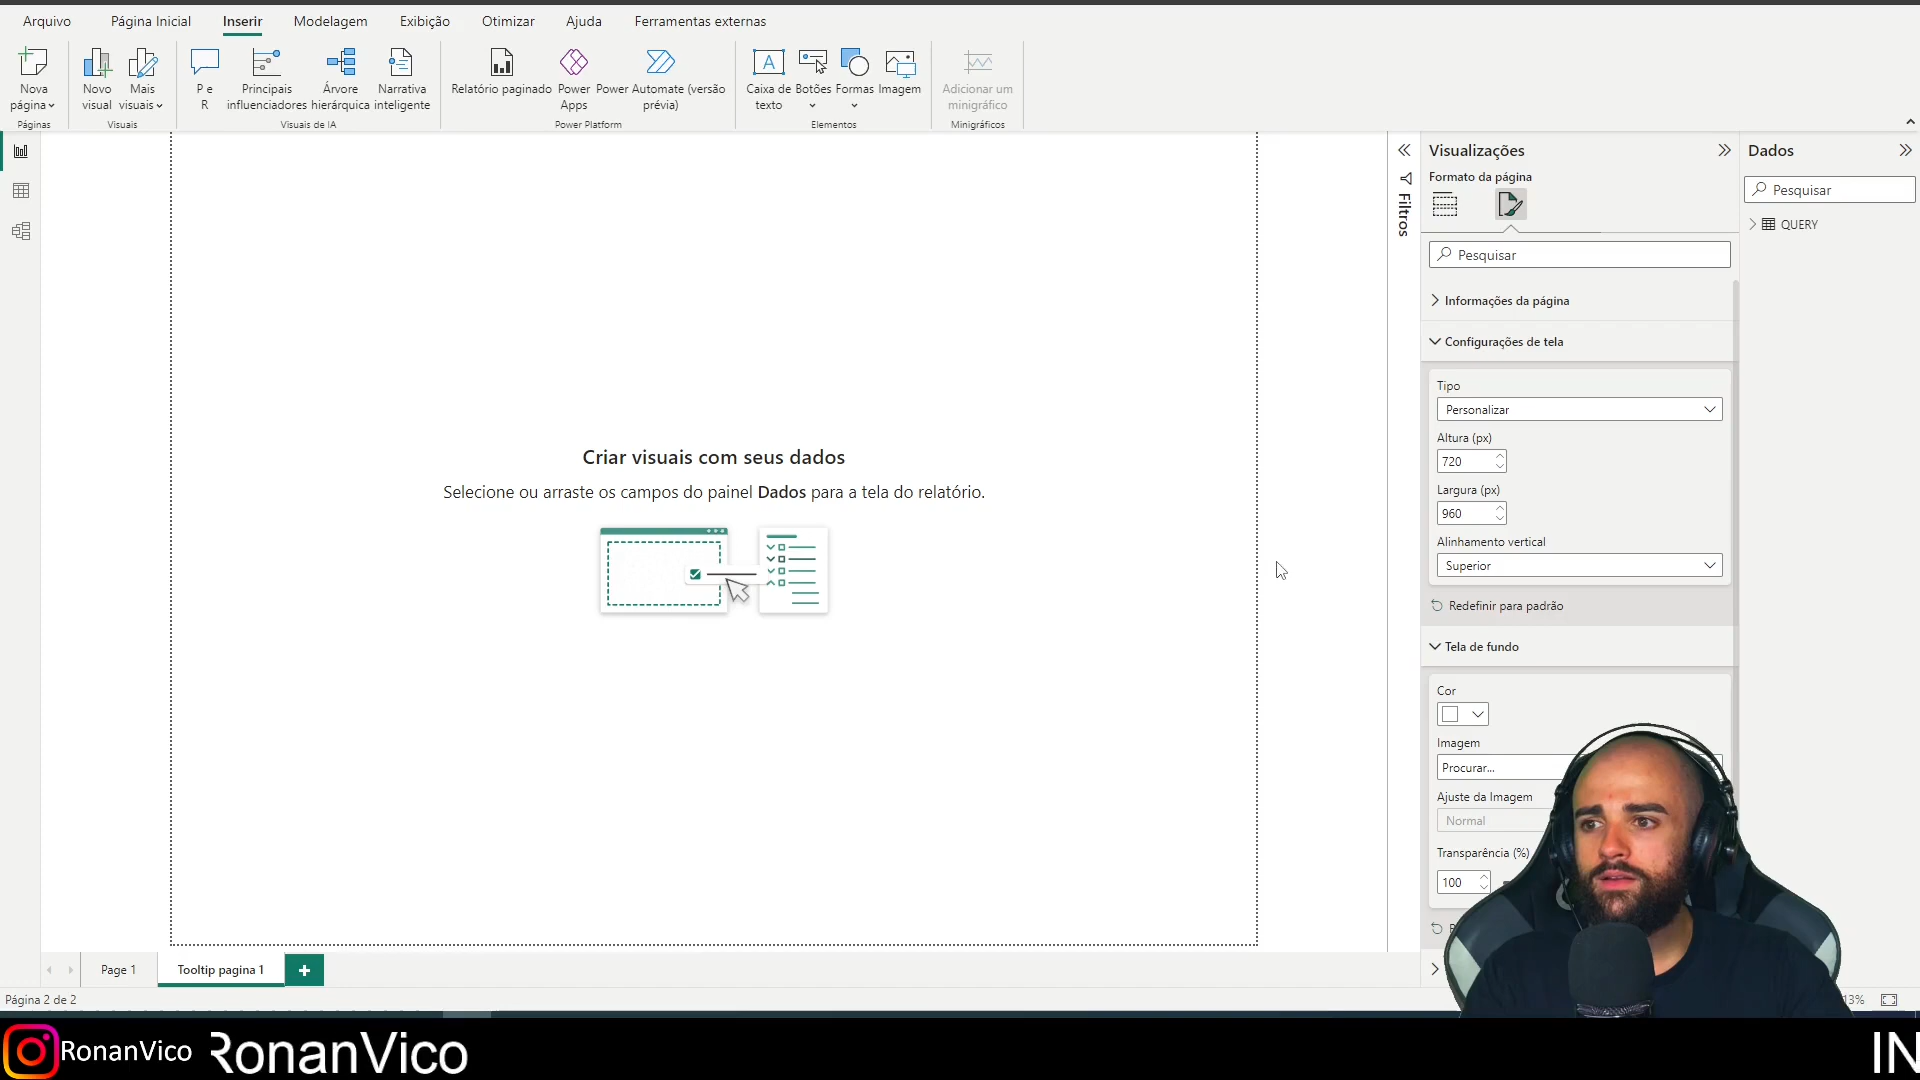 Arquivo
Página Inicial
Inserir
Modelagem
Exibição
Otimizar
Ajuda
Ferramentas externas
Nova página
Páginas
Novo visual
Mais visuais
Visuais
P e R
Principais influenciadores
Árvore hierárquica
Narrativa inteligente
Visuais de IA
Relatório paginado
Power Apps
Power Automate (versão prévia)
Power Platform
Caixa de texto
Botões
Formas
Imagem
Elementos
Adicionar um minigráfico
Minigráficos
Criar visuais com seus dados
Selecione ou arraste os campos do painel Dados para a tela do relatório.
Filtros
Visualizações
Formato da página
Pesquisar
Informações da página
Configurações de tela
Tipo
Personalizar
Altura (px)
720
Largura (px)
960
Alinhamento vertical
Superior
Redefinir para padrão
Tela de fundo
Cor
Imagem
Procurar...
Ajuste da Imagem
Normal
Transparência (%)
100
Dados
Pesquisar
QUERY
Page 1
Tooltip pagina 1
Página 2 de 2
13%
RonanVico
RonanVico
IN